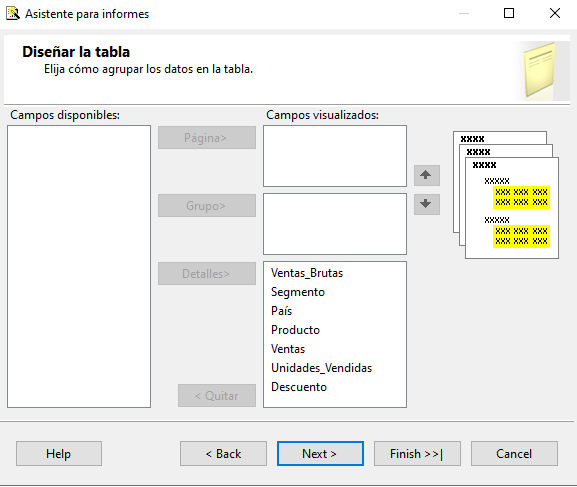 Asistente para informes
Diseñar la tabla
Elija cómo agrupar los datos en la tabla.
Campos disponibles:
Campos visualizados:
Página>
Grupo>
Detalles>
< Quitar
Ventas_Brutas
Segmento
País
Producto
Ventas
Unidades_Vendidas
Descuento
xxxx
xxxx
xxxx
xxxxx
xxx xxx xxx
xxx xxx xxx
xxxxx
xxx xxx xxx
xxx xxx xxx
Help
< Back
Next >
Finish >>|
Cancel